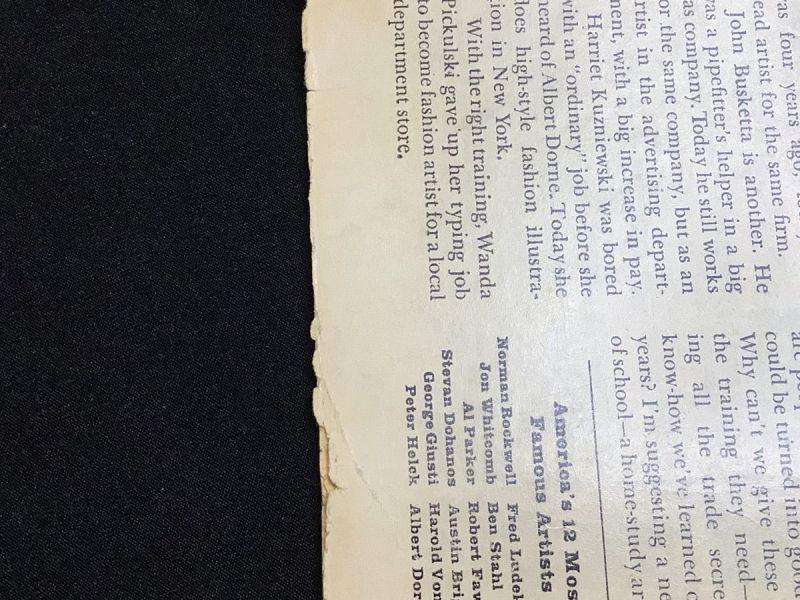 as four years ago,
ead artist for the same firm.
John Busketta is another. He
was a pipefitter's helper in a big
as company. Today he still works
or the same company, but as an
rtist in the advertising depart-
ment, with a big increase in pay.
Harriet Kuzniewski was bored
with an "ordinary" job before she
heard of Albert Dorne. Today she
does high-style fashion illustra-
tion in New York.
With the right training, Wanda
Pickulski gave up her typing job
to become fashion artist for a local
department store.
could be turned into good
Why can't we give these
the training they need—
ing all the trade secre
know-how we've learned
years? I'm suggesting a ne
of school—a home-study ar
America's 12 Mos
Famous Artists
Norman Rockwell
Jon Whitcomb
Al Parker
Stevan Dohanos
George Giusti
Peter Helck
Fred Ludek
Ben Stahl
Robert Faw
Austin Bri
Harold Von
Albert Dor